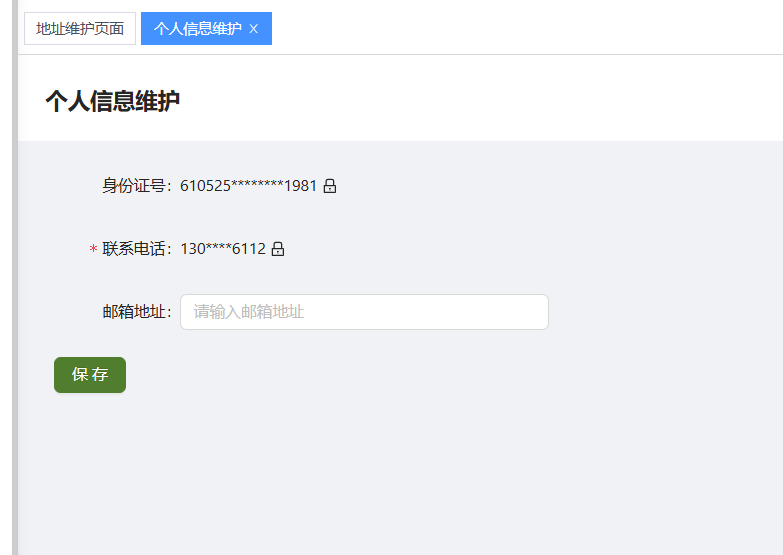 地址维护页面 个人信息维护 X
个人信息维护
身份证号：610525********1981
* 联系电话：130****6112
邮箱地址：请输入邮箱地址
保 存